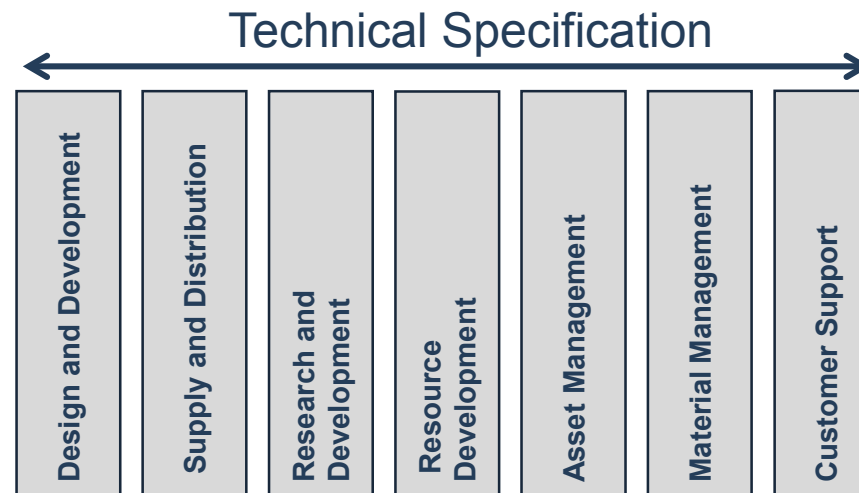 Technical Specification
Design and Development
Supply and Distribution
Research and
Development
Resource
Development
Asset Management
Material Management
Customer Support